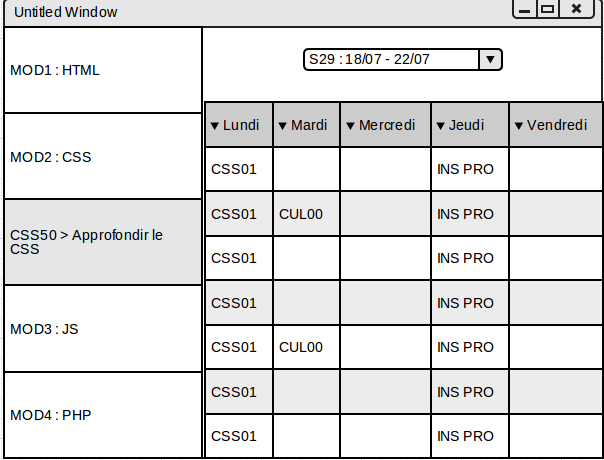 Untitled Window
MOD1 : HTML
MOD2 : CSS
CSS50 > Approfondir le
CSS
MOD3 : JS
MOD4 : PHP
S29 : 18/07 - 22/07
Lundi Mardi Mercredi Jeudi Vendredi
CSS01 INS PRO
CSS01 CUL00 INS PRO
CSS01 INS PRO
CSS01 INS PRO
CSS01 CUL00 INS PRO
CSS01 INS PRO
CSS01 INS PRO